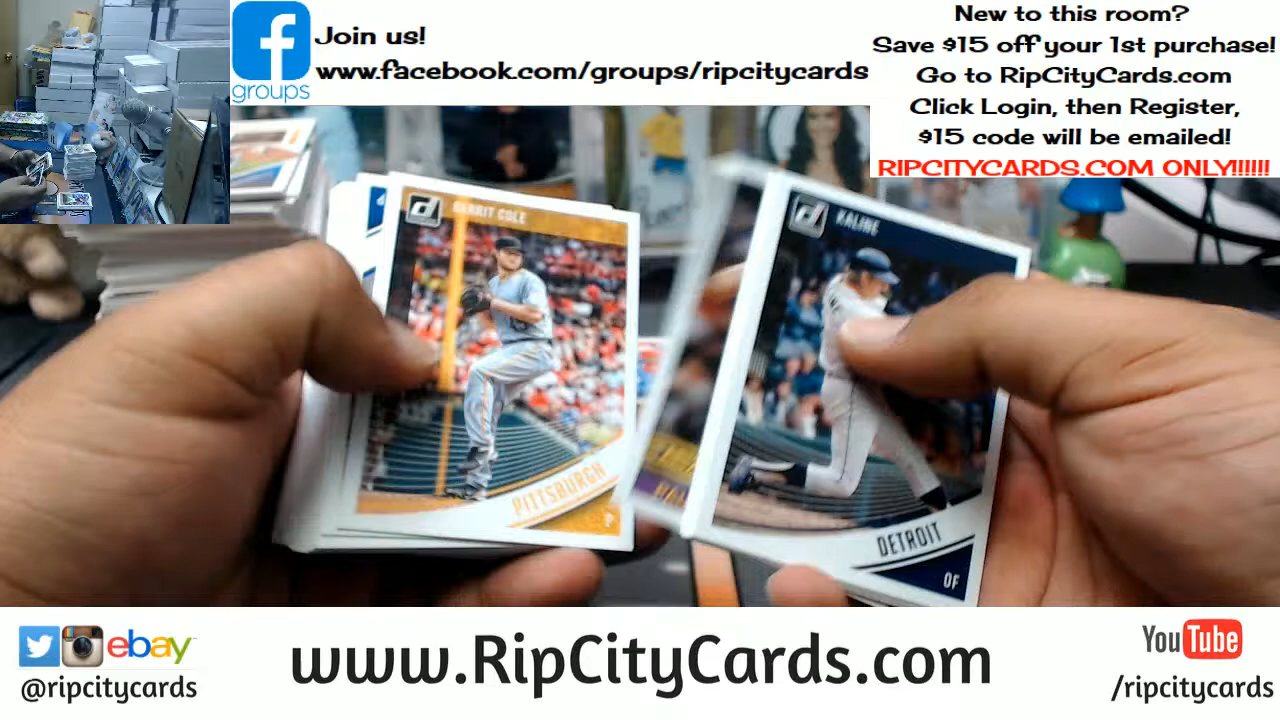 Join us!
www.facebook.com/groups/ripcitycards
groups
New to this room?
Save $15 off your 1st purchase!
Go to RipCityCards.com
Click Login, then Register,
$15 code will be emailed!
RIPCITYCARDS.COM ONLY!!!!!!
GERRIT COLE
PITTSBURGH
P
KALINE
DETROIT
OF
ebay
@ripcitycards
www.RipCityCards.com
YouTube
/ripcitycards